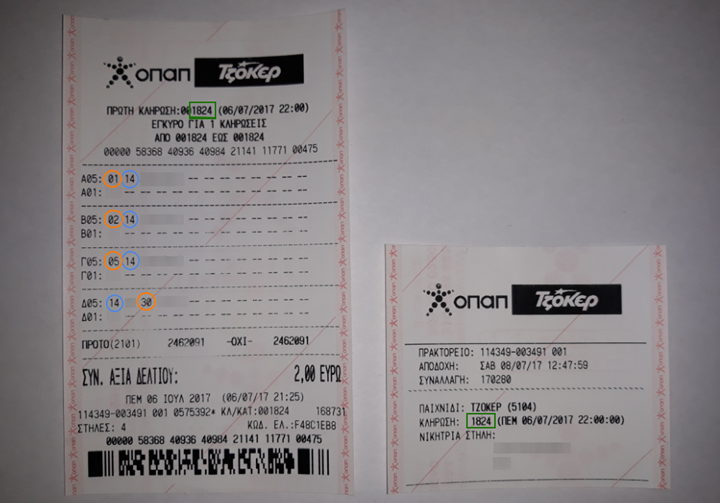 οπαπ ΤζόΚΕΡ
ΠΡΩΤΗ ΚΛΗΡΩΣΗ:001824 (06/07/2017 22:00)
ΕΓΚΥΡΟ ΓΙΑ 1 ΚΛΗΡΩΣΕΙΣ
ΑΠΟ 001824 ΕΩΣ 001824
00000 58368 40936 40984 21141 11771 00475
Α05: 01 14 -- -- -- -- -- -- --
Α01: -- -- -- -- -- -- -- -- --
Β05: 02 14 -- -- -- -- -- -- --
Β01: -- -- -- -- -- -- -- -- --
Γ05: 05 14 -- -- -- -- -- -- --
Γ01: -- -- -- -- -- -- -- -- --
Δ05: 14 30 -- -- -- -- -- --
Δ01: -- -- -- -- -- -- -- -- --
ΠΡΟΤΟ(2101) 2462091 -ΟΧΙ- 2462091
ΣΥΝ. ΑΞΙΑ ΔΕΛΤΙΟΥ: 2,00 ΕΥΡΩ
ΠΕΜ 06 ΙΟΥΛ 2017 (06/07/17 21:25)
114349-003491 001 0575392* ΚΛ/ΚΑΤ:001824 168731
ΣΤΗΛΕΣ: 4 ΚΩΔ. ΕΛ.:F48C1EB8
00000 58368 40936 40984 21141 11771 00475
οπαπ ΤζόΚΕΡ
ΠΡΑΚΤΟΡΕΙΟ: 114349-003491 001
ΑΠΟΔΟΧΗ: ΣΑΒ 08/07/17 12:47:59
ΣΥΝΑΛΛΑΓΗ: 170280
ΠΑΙΧΝΙΔΙ: ΤΖΟΚΕΡ (5104)
ΚΛΗΡΩΣΗ: 1824 (ΠΕΜ 06/07/2017 22:00:00)
ΝΙΚΗΤΡΙΑ ΣΤΗΛΗ: